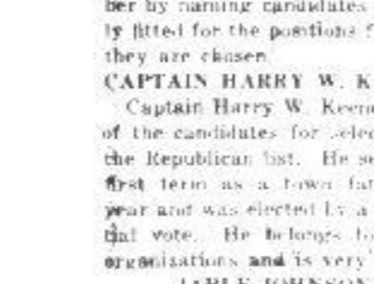 ber by naming candidates
ly fitted for the positions f
they are chosen.
CAPTAIN HARRY W. K
Captain Harry W. Keen
of the candidates for selec
the Republican list. He se
first term as a town
year and was elected by a
tial vote. He belongs to
organizations and is very
JOHNSON